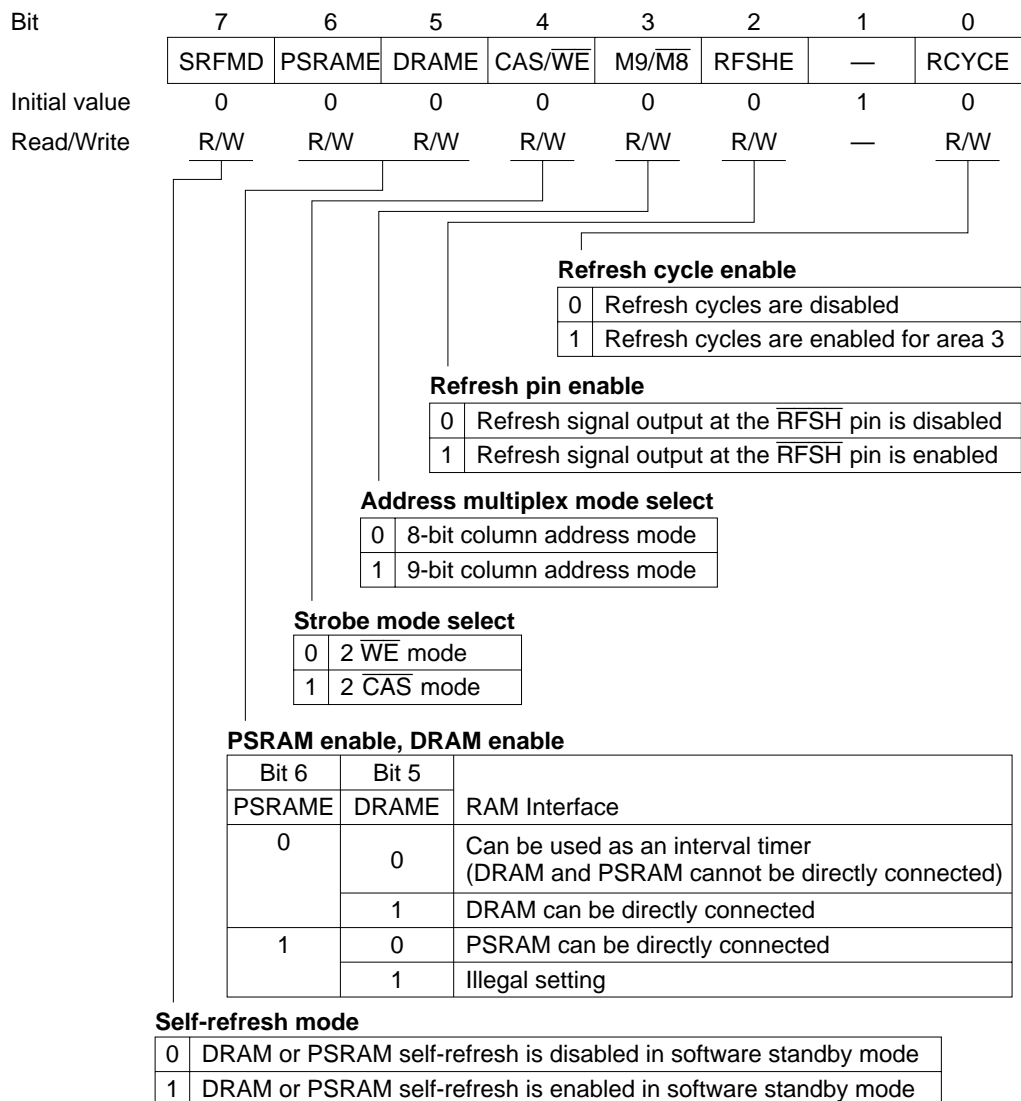 Bit 7 6 5 4 3 2 1 0
SRFMD PSRAME DRAME CAS/W̅E̅ M9/M̅8̅ RFSHE — RCYCE
Initial value 0 0 0 0 0 0 1 0
Read/Write R/W R/W R/W R/W R/W R/W — R/W
Refresh cycle enable
0 Refresh cycles are disabled
1 Refresh cycles are enabled for area 3
Refresh pin enable
0 Refresh signal output at the R̅F̅S̅H̅ pin is disabled
1 Refresh signal output at the R̅F̅S̅H̅ pin is enabled
Address multiplex mode select
0 8-bit column address mode
1 9-bit column address mode
Strobe mode select
0 2 W̅E̅ mode
1 2 C̅A̅S̅ mode
PSRAM enable, DRAM enable
Bit 6 Bit 5
PSRAME DRAME RAM Interface
0 0 Can be used as an interval timer
(DRAM and PSRAM cannot be directly connected)
1 DRAM can be directly connected
1 0 PSRAM can be directly connected
1 Illegal setting
Self-refresh mode
0 DRAM or PSRAM self-refresh is disabled in software standby mode
1 DRAM or PSRAM self-refresh is enabled in software standby mode